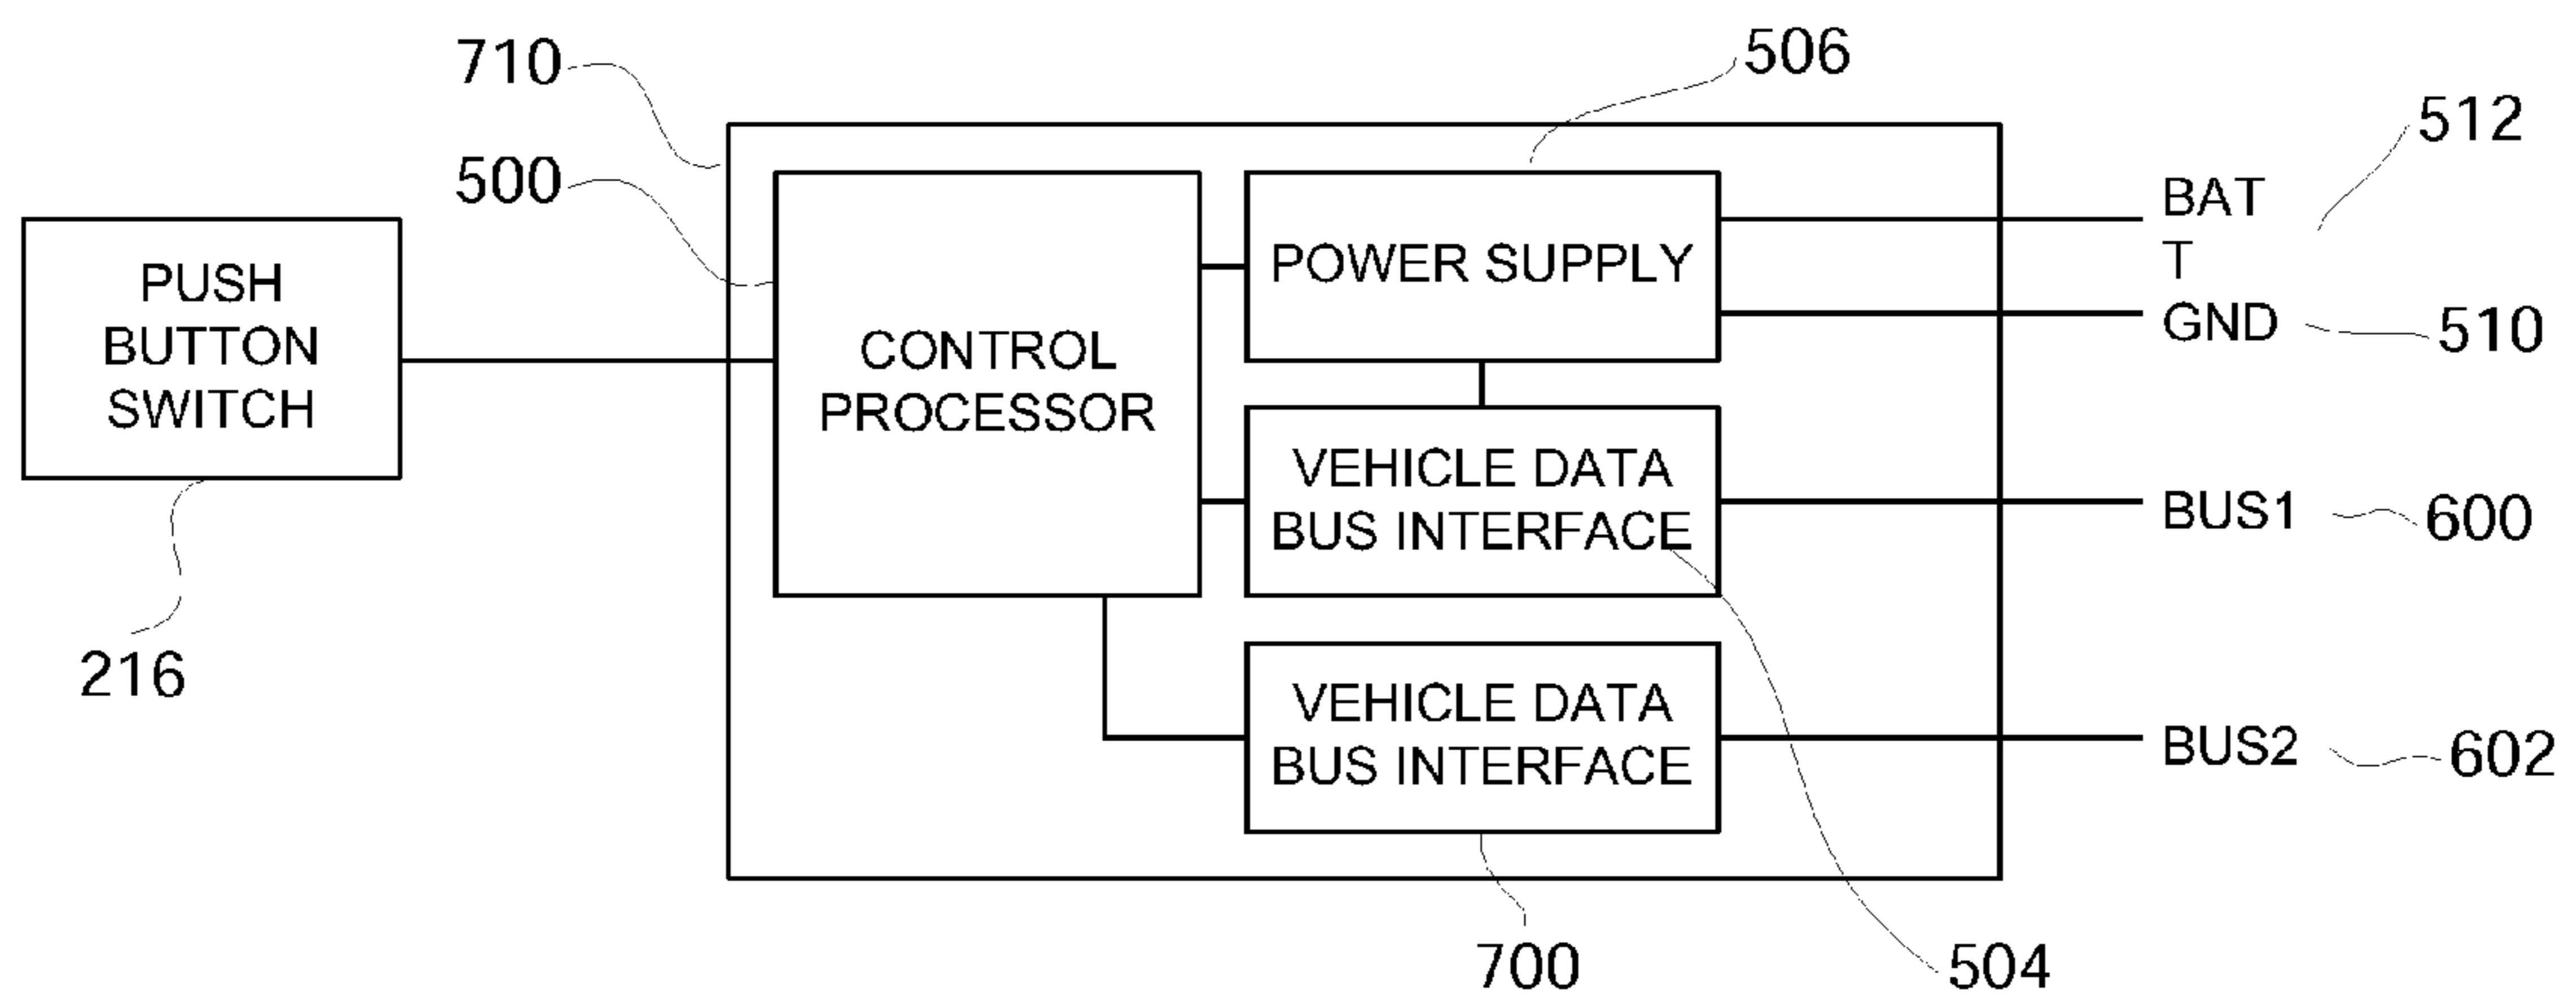 710
506
512
500
BAT
T
POWER SUPPLY
PUSH
BUTTON
SWITCH
GND
510
CONTROL
PROCESSOR
VEHICLE DATA
BUS INTERFACE
BUS1
600
216
VEHICLE DATA
BUS INTERFACE
BUS2
602
700
504